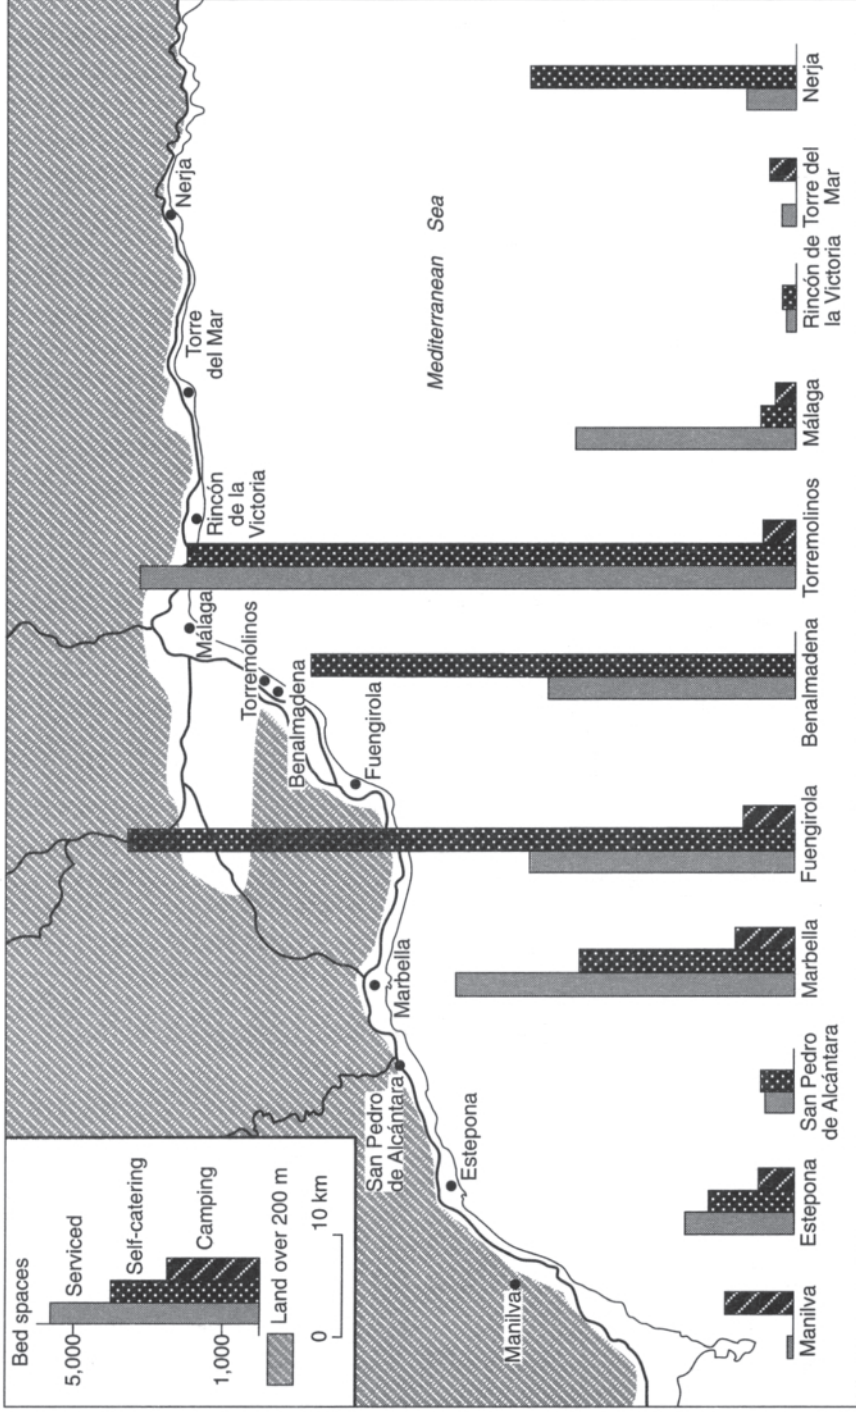 Bed spaces
5,000
1,000
Serviced
Self-catering
Camping
Land over 200 m
0
10 km
Manilva
Estepona
San Pedro
de Alcántara
Marbella
Fuengirola
Benalmadena
Torremolinos
Málaga
Rincón
de la
Victoria
Torre
del Mar
Nerja
Mediterranean Sea
Manilva
Estepona
San Pedro
de Alcántara
Marbella
Fuengirola
Benalmadena
Torremolinos
Málaga
Rincón de
la Victoria
Torre del
Mar
Nerja